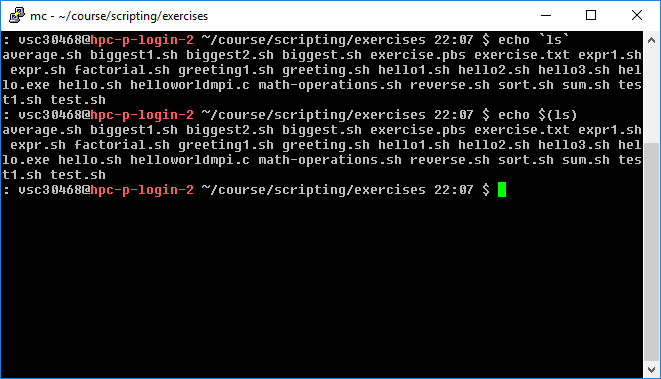 mc - ~/course/scripting/exercises
: vsc30468@hpc-p-login-2 ~/course/scripting/exercises 22:07 $ echo `ls`
average.sh biggest1.sh biggest2.sh biggest.sh exercise.pbs exercise.txt expr1.sh
 expr.sh factorial.sh greeting1.sh greeting.sh hello1.sh hello2.sh hello3.sh hel
lo.exe hello.sh helloworldmpi.c math-operations.sh reverse.sh sort.sh sum.sh tes
t1.sh test.sh
: vsc30468@hpc-p-login-2 ~/course/scripting/exercises 22:07 $ echo $(ls)
average.sh biggest1.sh biggest2.sh biggest.sh exercise.pbs exercise.txt expr1.sh
 expr.sh factorial.sh greeting1.sh greeting.sh hello1.sh hello2.sh hello3.sh hel
lo.exe hello.sh helloworldmpi.c math-operations.sh reverse.sh sort.sh sum.sh tes
t1.sh test.sh
: vsc30468@hpc-p-login-2 ~/course/scripting/exercises 22:07 $